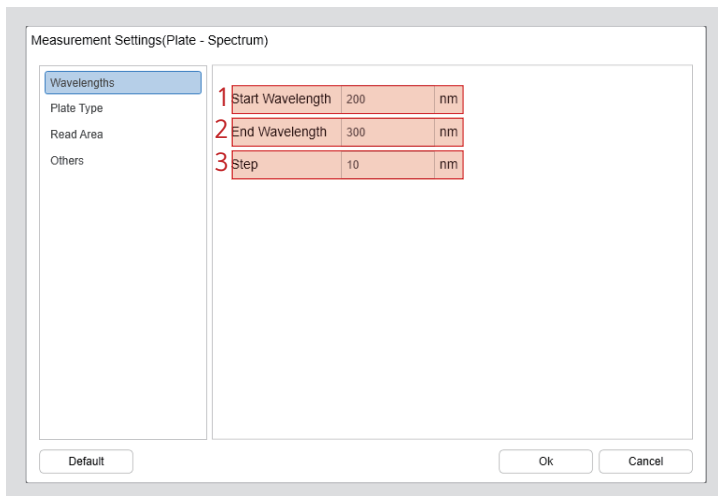 Measurement Settings(Plate - Spectrum)
Wavelengths
Plate Type
Read Area
Others
1 Start Wavelength 200 nm
2 End Wavelength 300 nm
3 Step 10 nm
Default Ok Cancel